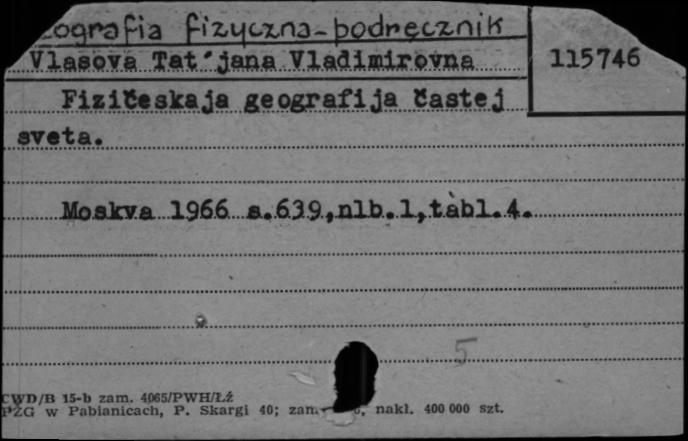 ografia fizyczna-podręcznik
Vlasova Tat'jana Vladimirovna
115746
Fizičeskaja geografija častej
sveta.
Moskva 1966 s.639,nlb.1,tabl.4.
5
CWD/B 15-b zam. 4065/PWH/Łź
PZG w Pabianicach, P. Skargi 40; zam. nakł. 400 000 szt.